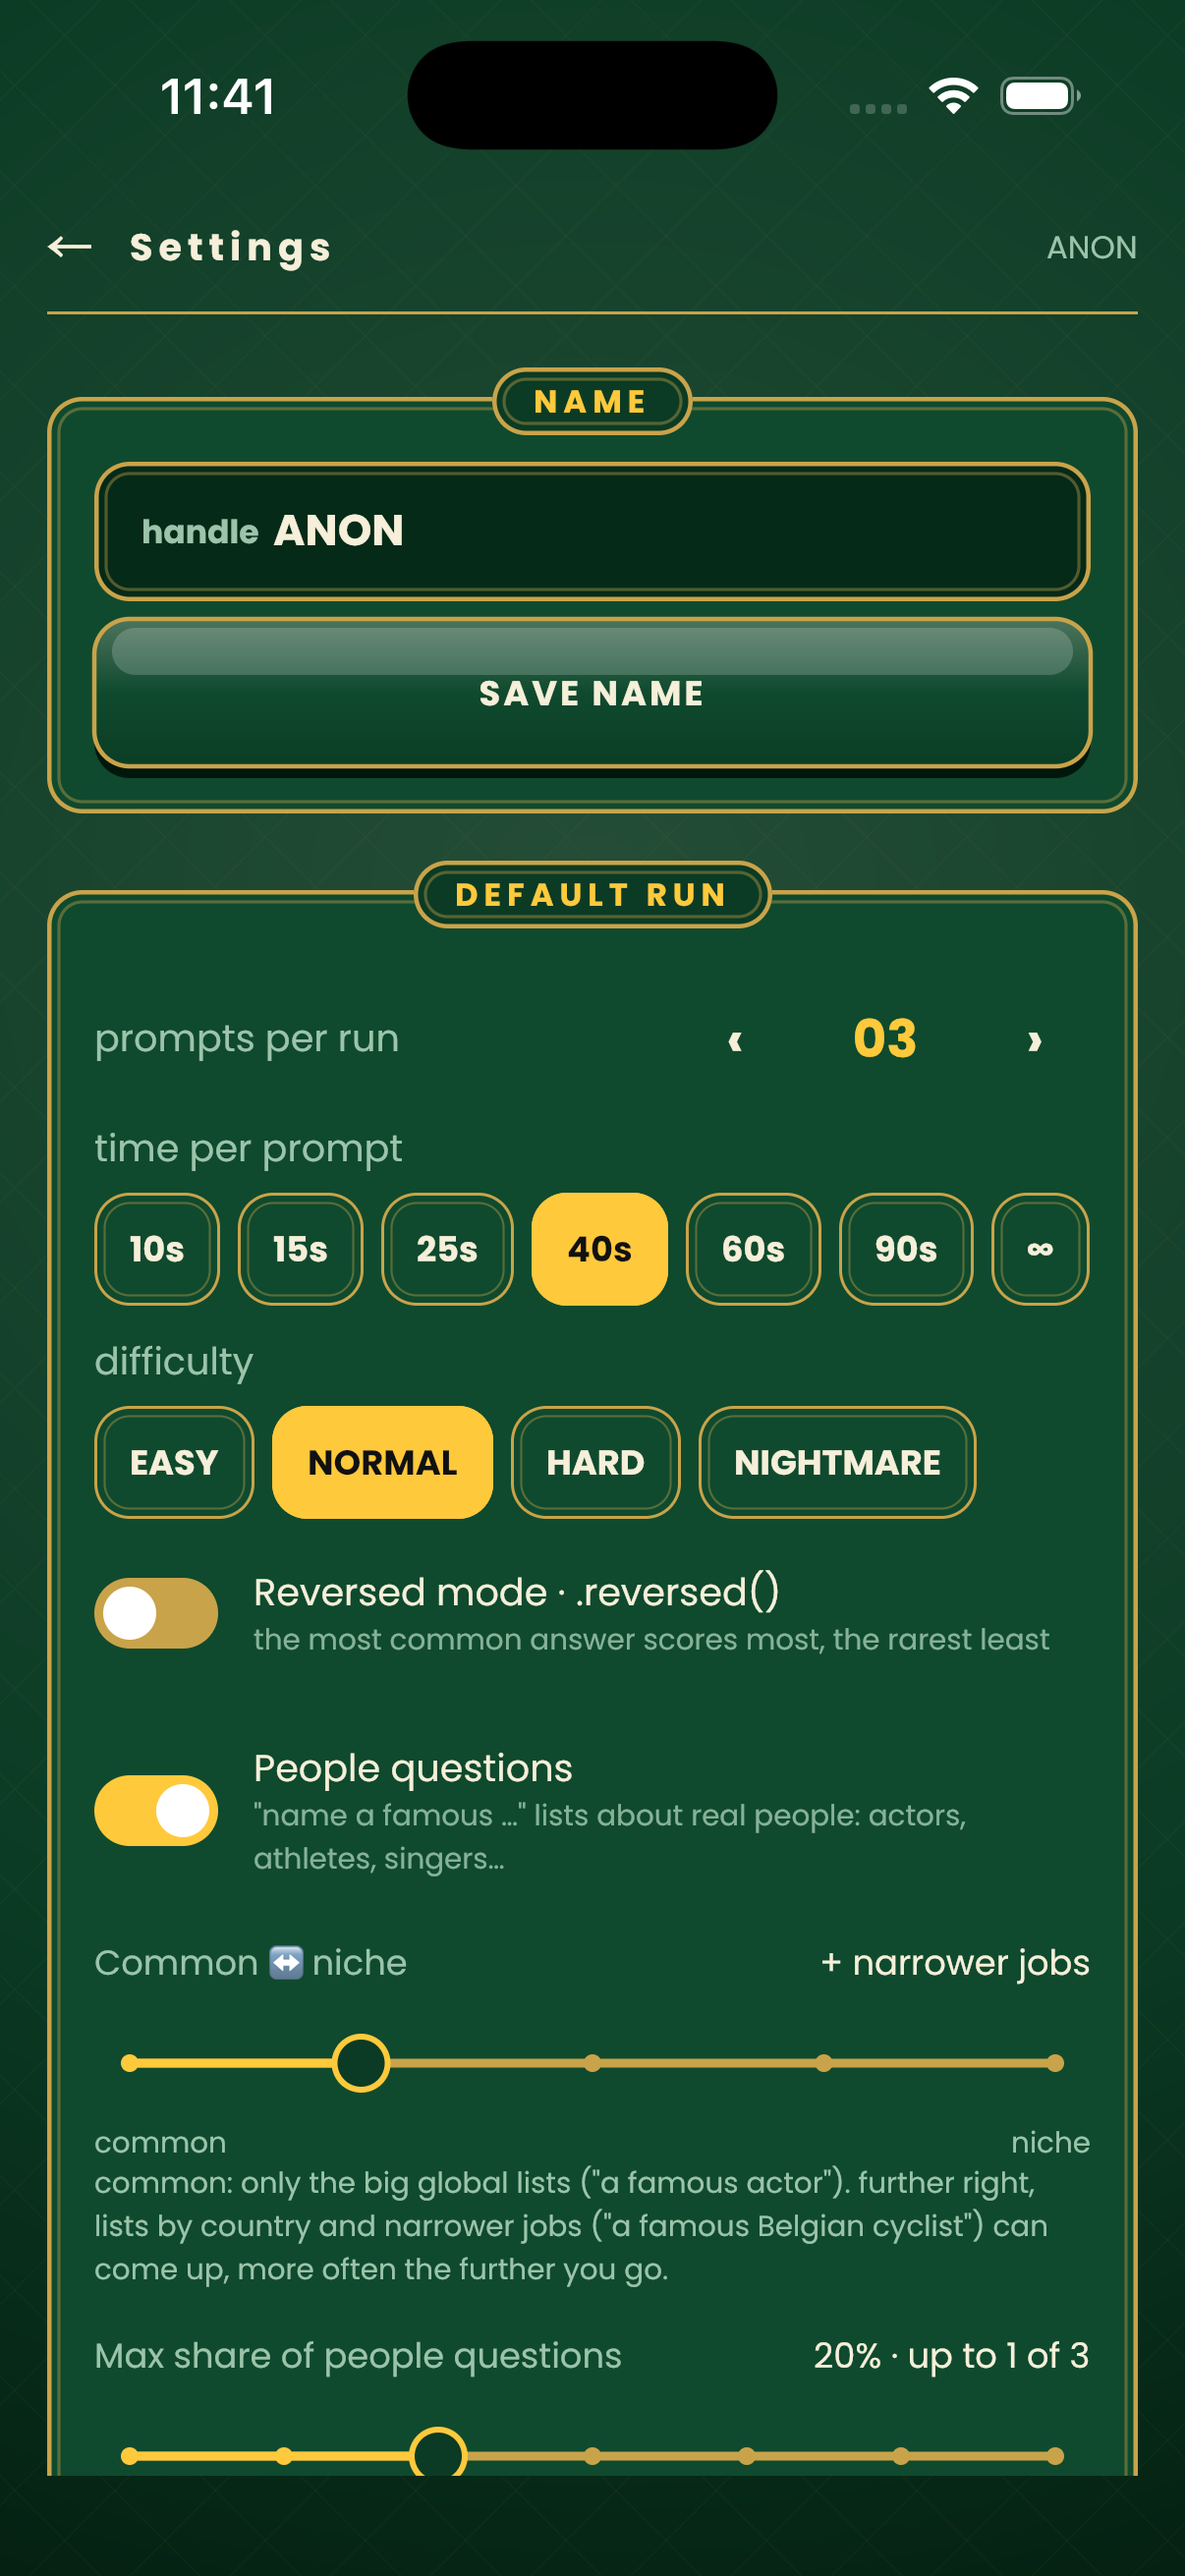 11:41
← Settings
ANON
NAME
handle ANON
SAVE NAME
DEFAULT RUN
prompts per run ‹ 03 ›
time per prompt
10s 15s 25s 40s 60s 90s ∞
difficulty
EASY NORMAL HARD NIGHTMARE
Reversed mode · .reversed()
the most common answer scores most, the rarest least
People questions
"name a famous ..." lists about real people: actors,
athletes, singers...
Common ↔️ niche + narrower jobs
common niche
common: only the big global lists ("a famous actor"). further right,
lists by country and narrower jobs ("a famous Belgian cyclist") can
come up, more often the further you go.
Max share of people questions 20% · up to 1 of 3